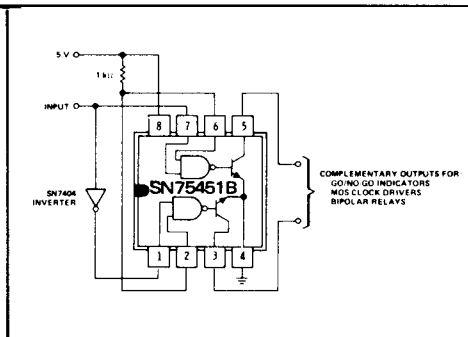 5 V
1 kΩ
INPUT
8 7 6 5
SN75451B
SN7404
INVERTER
COMPLEMENTARY OUTPUTS FOR
GO/NO GO INDICATORS
MOS CLOCK DRIVERS
BIPOLAR RELAYS
1 2 3 4